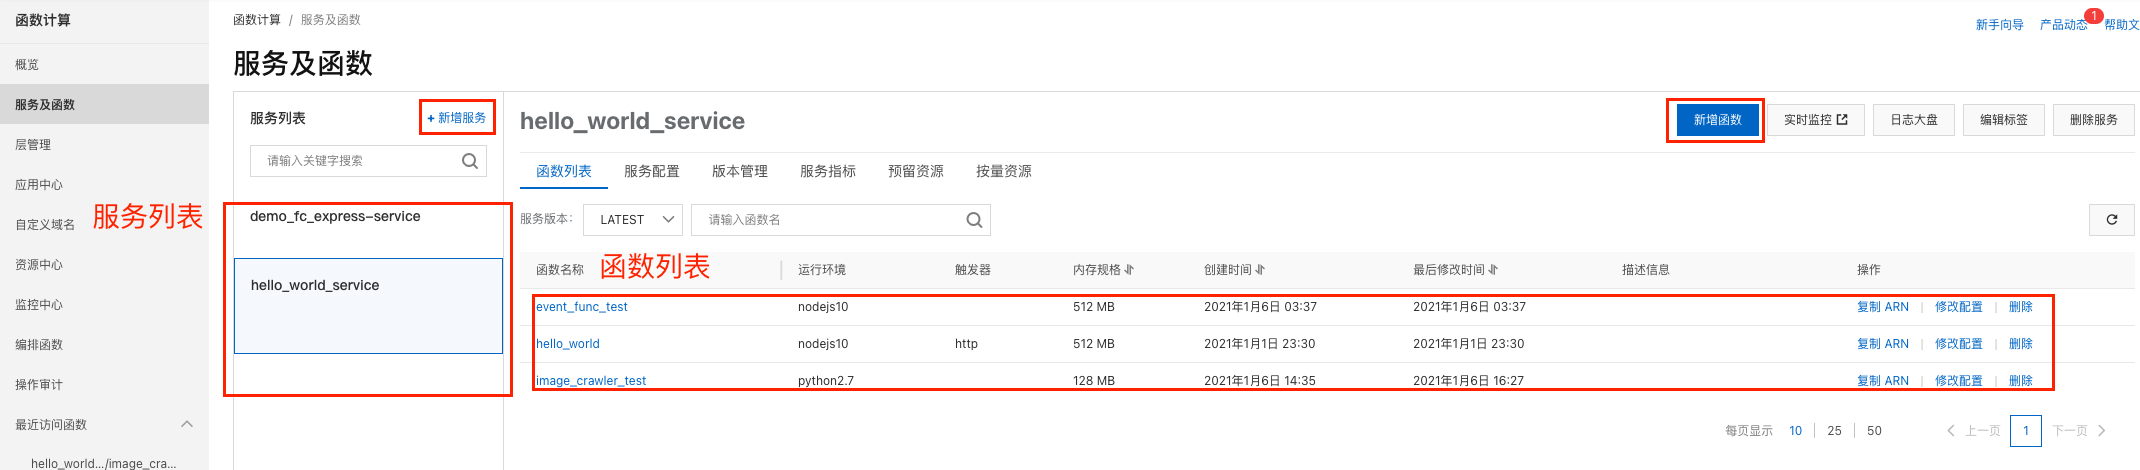 函数计算
概览
服务及函数
层管理
应用中心
自定义域名
资源中心
监控中心
编排函数
操作审计
最近访问函数
hello_world.../image_cra...
函数计算 / 服务及函数
新手向导 产品动态 1 帮助文
服务及函数
服务列表 + 新增服务
请输入关键字搜索
服务列表
demo_fc_express-service
hello_world_service
hello_world_service
新增函数 实时监控 日志大盘 编辑标签 删除服务
函数列表 服务配置 版本管理 服务指标 预留资源 按量资源
服务版本: LATEST 请输入函数名
函数列表
函数名称 运行环境 触发器 内存规格 创建时间 最后修改时间 描述信息 操作
event_func_test nodejs10 512 MB 2021年1月6日 03:37 2021年1月6日 03:37 复制 ARN | 修改配置 | 删除
hello_world nodejs10 http 512 MB 2021年1月1日 23:30 2021年1月1日 23:30 复制 ARN | 修改配置 | 删除
image_crawler_test python2.7 128 MB 2021年1月6日 14:35 2021年1月6日 16:27 复制 ARN | 修改配置 | 删除
每页显示 10 | 25 | 50 上一页 1 下一页